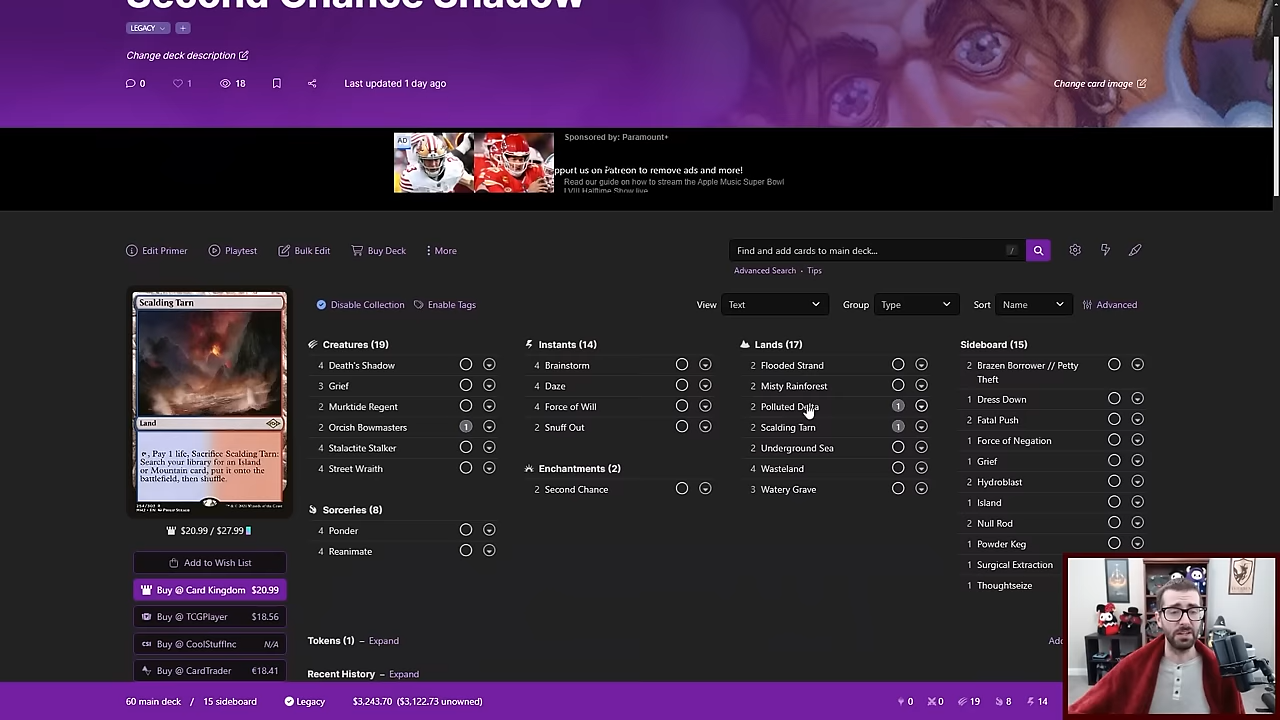 Second Chance Shadow
LEGACY
+
Change deck description
0
1
18
Last updated 1 day ago
Change card image
AD
Sponsored by: Paramount+
pport us on Patreon to remove ads and more!
Read our guide on how to stream the Apple Music Super Bowl
LVIII Halftime Show live
Edit Primer
Playtest
Bulk Edit
Buy Deck
More
Find and add cards to main deck...
/
Advanced Search • Tips
Scalding Tarn
Land
, Pay 1 life, Sacrifice Scalding Tarn:
Search your library for an Island
or Mountain card, put it onto the
battlefield, then shuffle.
$20.99 / $27.99
Add to Wish List
Buy @ Card Kingdom $20.99
Buy @ TCGPlayer $18.56
CSI Buy @ CoolStuffInc N/A
Buy @ CardTrader €18.41
Disable Collection
Enable Tags
View Text
Group Type
Sort Name
Advanced
Creatures (19)
4 Death's Shadow
3 Grief
2 Murktide Regent
2 Orcish Bowmasters 1
4 Stalactite Stalker
4 Street Wraith
Sorceries (8)
4 Ponder
4 Reanimate
Instants (14)
4 Brainstorm
4 Daze
4 Force of Will
2 Snuff Out
Enchantments (2)
2 Second Chance
Lands (17)
2 Flooded Strand
2 Misty Rainforest
2 Polluted Delta 1
2 Scalding Tarn 1
2 Underground Sea
4 Wasteland
3 Watery Grave
Sideboard (15)
2 Brazen Borrower // Petty
Theft
1 Dress Down
2 Fatal Push
1 Force of Negation
1 Grief
2 Hydroblast
1 Island
2 Null Rod
1 Powder Keg
1 Surgical Extraction
1 Thoughtseize
Tokens (1) – Expand
Recent History – Expand
60 main deck / 15 sideboard
Legacy
$3,243.70 ($3,122.73 unowned)
0
0
19
8
14